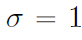 σ = 1